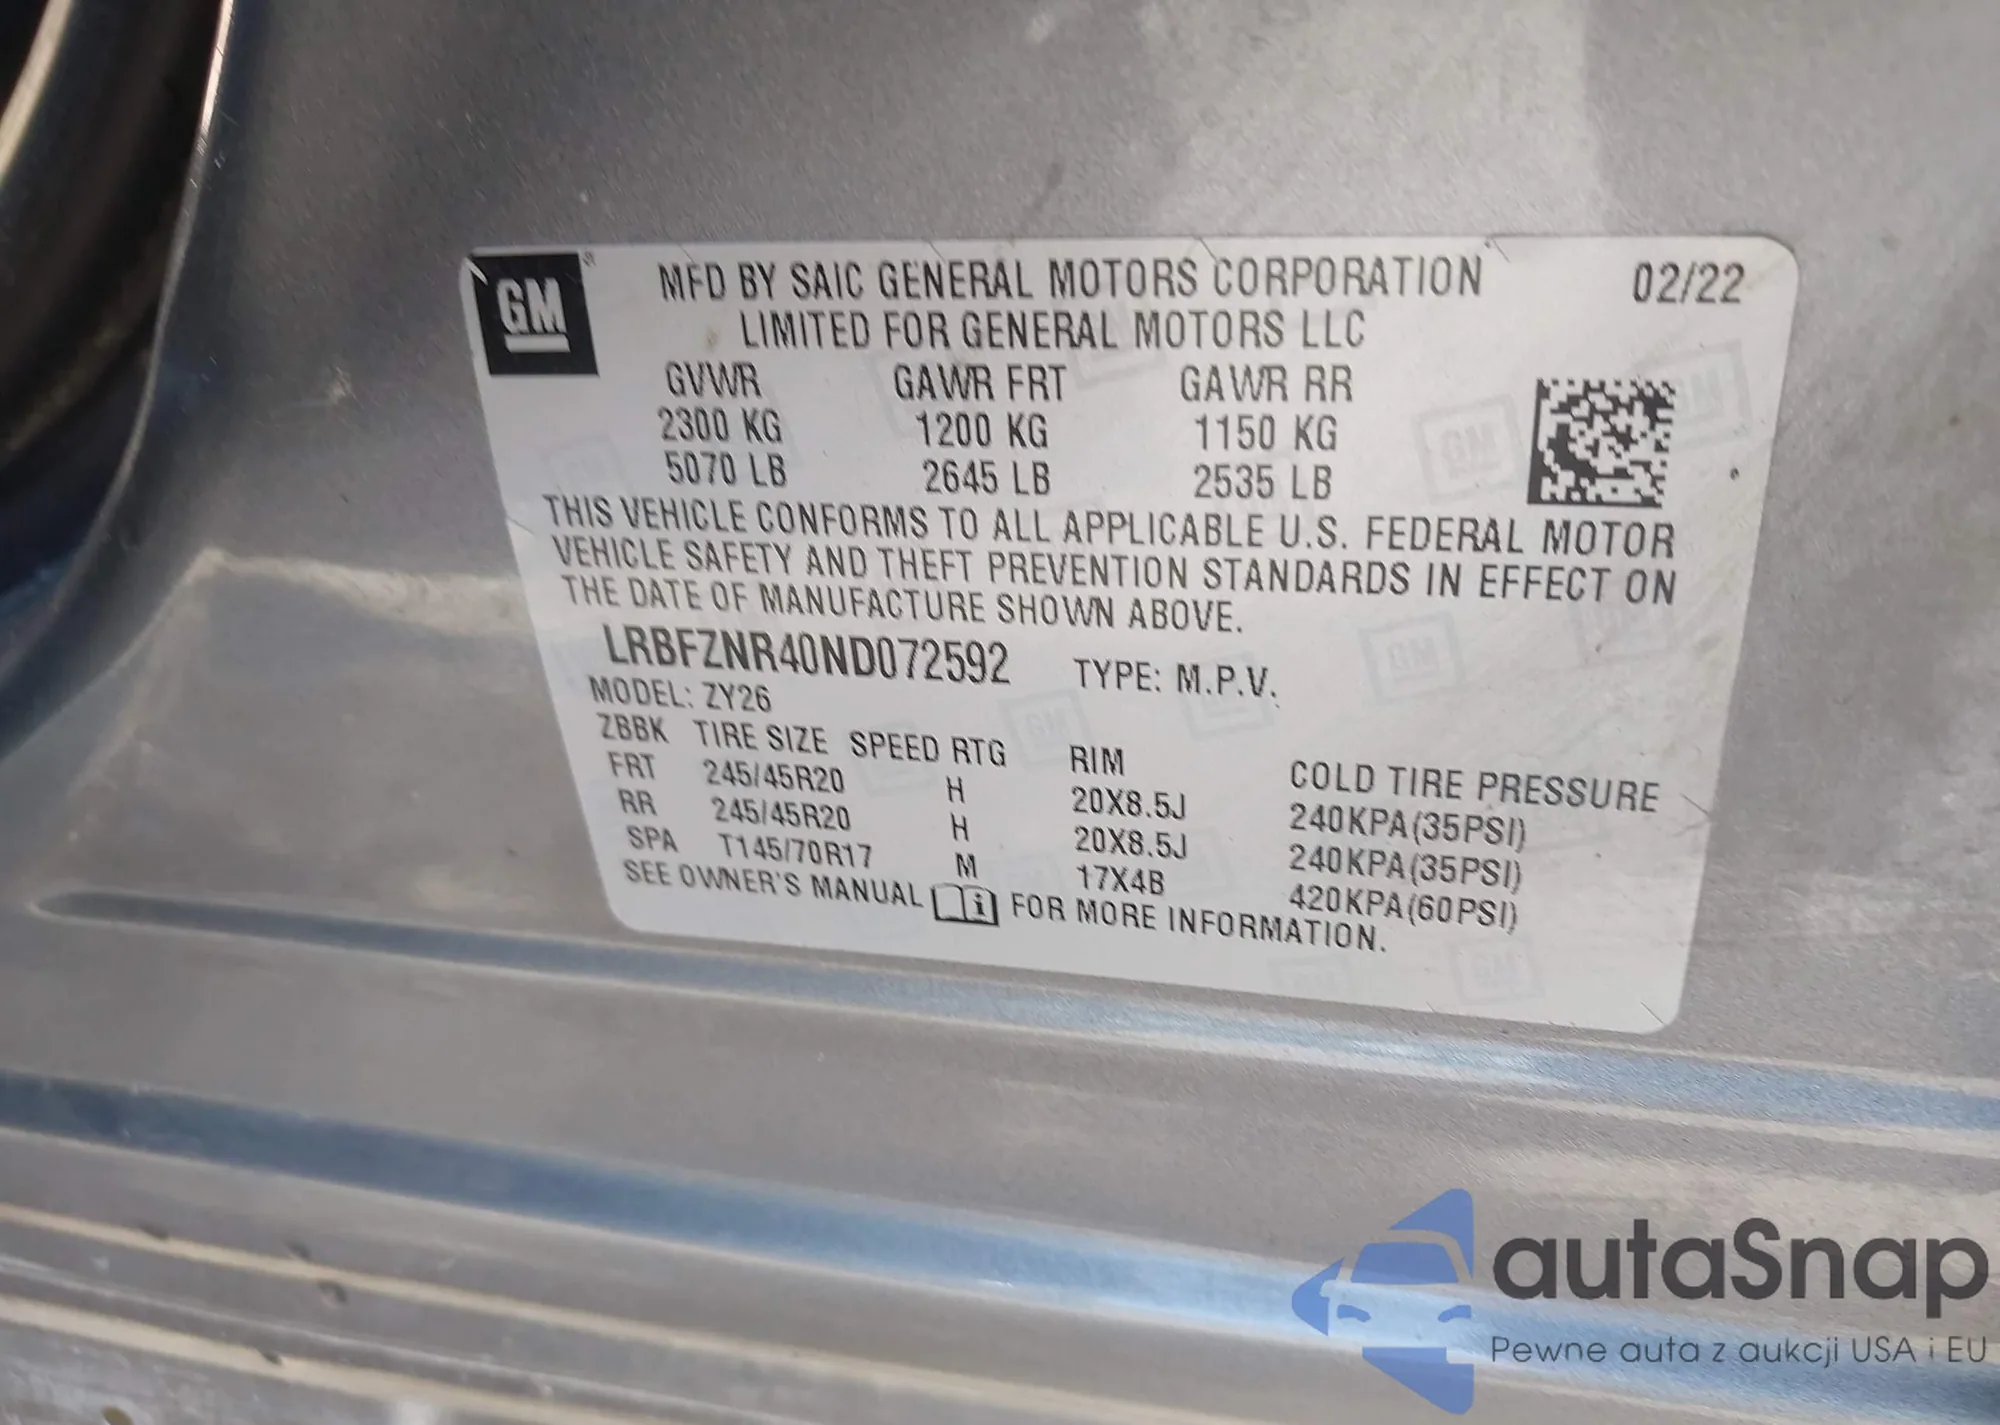 GM
MFD BY SAIC GENERAL MOTORS CORPORATION 02/22
LIMITED FOR GENERAL MOTORS LLC
GVWR GAWR FRT GAWR RR
2300 KG 1200 KG 1150 KG
5070 LB 2645 LB 2535 LB
THIS VEHICLE CONFORMS TO ALL APPLICABLE U.S. FEDERAL MOTOR
VEHICLE SAFETY AND THEFT PREVENTION STANDARDS IN EFFECT ON
THE DATE OF MANUFACTURE SHOWN ABOVE.
LRBFZNR40ND072592 TYPE: M.P.V.
MODEL: ZY26
ZBBK TIRE SIZE SPEED RTG RIM COLD TIRE PRESSURE
FRT 245/45R20 H 20X8.5J 240KPA(35PSI)
RR 245/45R20 H 20X8.5J 240KPA(35PSI)
SPA T145/70R17 M 17X4B 420KPA(60PSI)
SEE OWNER'S MANUAL i FOR MORE INFORMATION.
autaSnap
Pewne auta z aukcji USA i EU